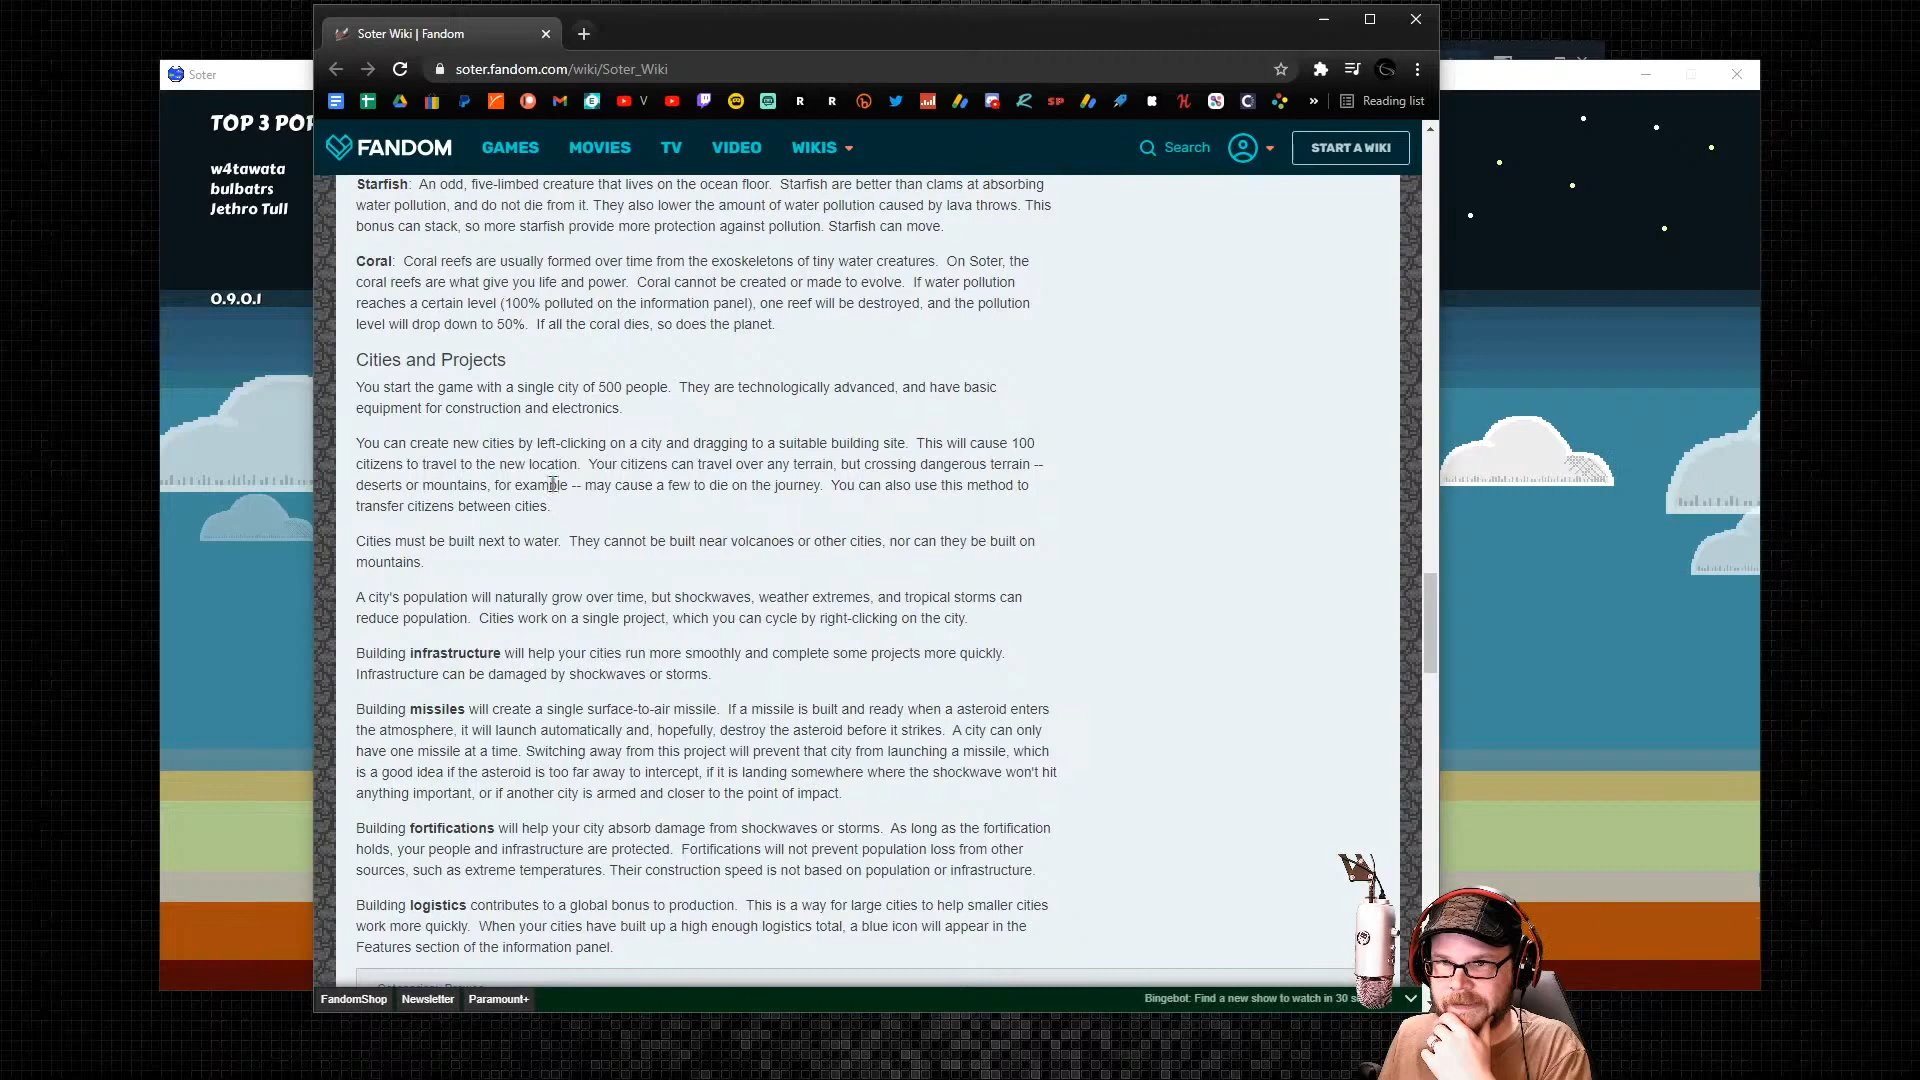 Soter Wiki | Fandom
Soter
soter.fandom.com/wiki/Soter_Wiki
V
R
R
SP
Reading list
TOP 3 POP
w4tawata
bulbatrs
Jethro Tull
0.9.0.1
FANDOM
GAMES
MOVIES
TV
VIDEO
WIKIS
Search
START A WIKI
Starfish: An odd, five-limbed creature that lives on the ocean floor. Starfish are better than clams at absorbing
water pollution, and do not die from it. They also lower the amount of water pollution caused by lava throws. This
bonus can stack, so more starfish provide more protection against pollution. Starfish can move.
Coral: Coral reefs are usually formed over time from the exoskeletons of tiny water creatures. On Soter, the
coral reefs are what give you life and power. Coral cannot be created or made to evolve. If water pollution
reaches a certain level (100% polluted on the information panel), one reef will be destroyed, and the pollution
level will drop down to 50%. If all the coral dies, so does the planet.
Cities and Projects
You start the game with a single city of 500 people. They are technologically advanced, and have basic
equipment for construction and electronics.
You can create new cities by left-clicking on a city and dragging to a suitable building site. This will cause 100
citizens to travel to the new location. Your citizens can travel over any terrain, but crossing dangerous terrain --
deserts or mountains, for example -- may cause a few to die on the journey. You can also use this method to
transfer citizens between cities.
Cities must be built next to water. They cannot be built near volcanoes or other cities, nor can they be built on
mountains.
A city's population will naturally grow over time, but shockwaves, weather extremes, and tropical storms can
reduce population. Cities work on a single project, which you can cycle by right-clicking on the city.
Building infrastructure will help your cities run more smoothly and complete some projects more quickly.
Infrastructure can be damaged by shockwaves or storms.
Building missiles will create a single surface-to-air missile. If a missile is built and ready when a asteroid enters
the atmosphere, it will launch automatically and, hopefully, destroy the asteroid before it strikes. A city can only
have one missile at a time. Switching away from this project will prevent that city from launching a missile, which
is a good idea if the asteroid is too far away to intercept, if it is landing somewhere where the shockwave won't hit
anything important, or if another city is armed and closer to the point of impact.
Building fortifications will help your city absorb damage from shockwaves or storms. As long as the fortification
holds, your people and infrastructure are protected. Fortifications will not prevent population loss from other
sources, such as extreme temperatures. Their construction speed is not based on population or infrastructure.
Building logistics contributes to a global bonus to production. This is a way for large cities to help smaller cities
work more quickly. When your cities have built up a high enough logistics total, a blue icon will appear in the
Features section of the information panel.
FandomShop
Newsletter
Paramount+
Bingebot: Find a new show to watch in 30 s